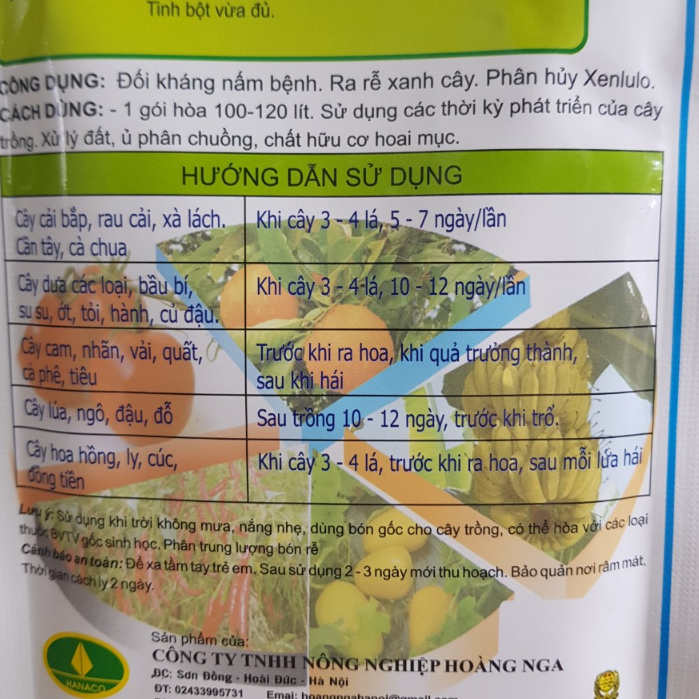 Tinh bột vừa đủ.
CÔNG DỤNG: Đối kháng nấm bệnh. Ra rễ xanh cây. Phân hủy Xenlulo.
CÁCH DÙNG: - 1 gói hòa 100-120 lít. Sử dụng các thời kỳ phát triển của cây
trồng. Xử lý đất, ủ phân chuồng, chất hữu cơ hoai mục.
HƯỚNG DẪN SỬ DỤNG
Cây cải bắp, rau cải, xà lách. Khi cây 3 - 4 lá, 5 - 7 ngày/lần
Cần tây, cà chua
Cây dưa các loại, bầu bí, Khi cây 3 - 4 lá, 10 - 12 ngày/lần
su su, ớt, tỏi, hành, củ đậu.
Cây cam, nhãn, vải, quất, Trước khi ra hoa, khi quả trưởng thành,
cà phê, tiêu sau khi hái
Cây lúa, ngô, đậu, đỗ Sau trồng 10 - 12 ngày, trước khi trổ.
Cây hoa hồng, ly, cúc, Khi cây 3 - 4 lá, trước khi ra hoa, sau mỗi lứa hái
đồng tiền
Lưu ý: Sử dụng khi trời không mưa, nắng nhẹ, dùng bón gốc cho cây trồng, có thể hòa với các loại
thuốc BVTV gốc sinh học. Phân trung lượng bón rễ
Cảnh báo an toàn: Để xa tầm tay trẻ em. Sau sử dụng 2 - 3 ngày mới thu hoạch. Bảo quản nơi râm mát.
Thời gian cách ly 2 ngày.
Sản phẩm của:
CÔNG TY TNHH NÔNG NGHIỆP HOÀNG NGA
ĐC: Sơn Đông - Hoài Đức - Hà Nội
HANACO
ĐT: 02433995731 Emai: hoangngahanoi@gmail.com